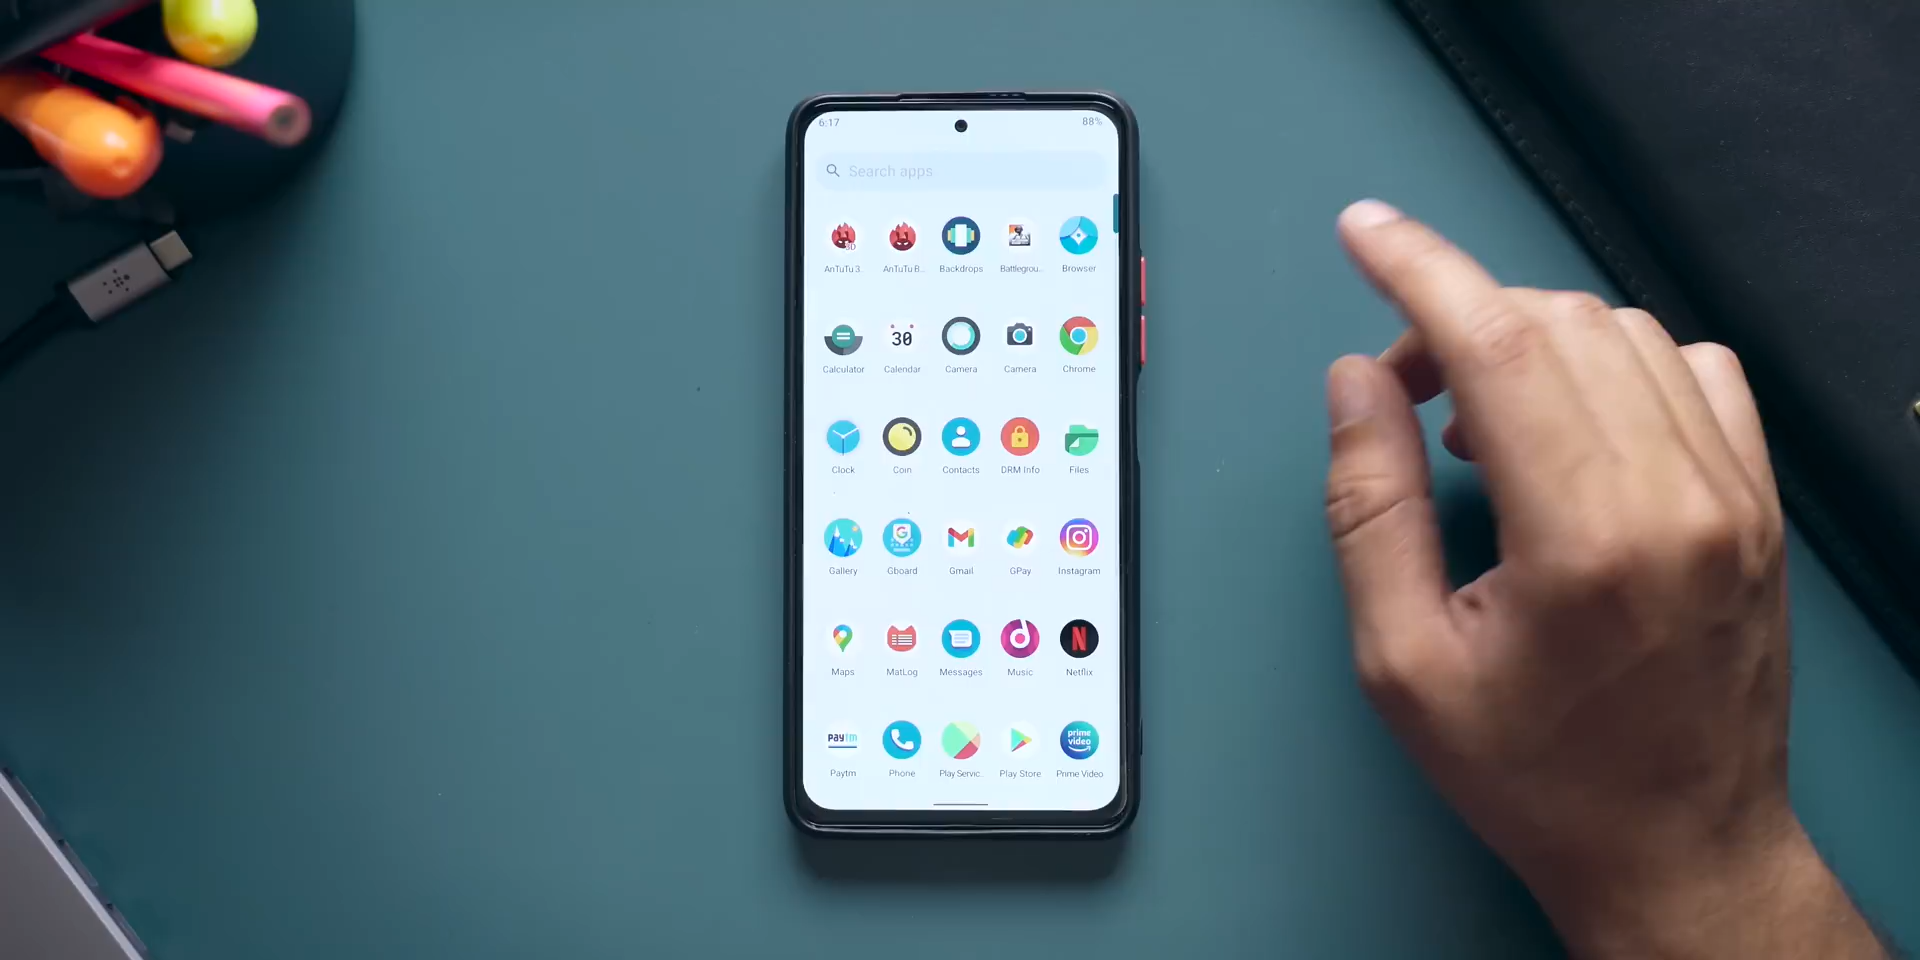 6:17 88%
Search apps
3D
AnTuTu 3.. AnTuTu B... Backdrops Battlegrou... Browser
30
Calculator Calendar Camera Camera Chrome
Clock Coin Contacts DRM Info Files
G
Gallery Gboard Gmail GPay Instagram
N
Maps MatLog Messages Music Netflix
paytm prime video
Paytm Phone Play Servic.. Play Store Prime Video